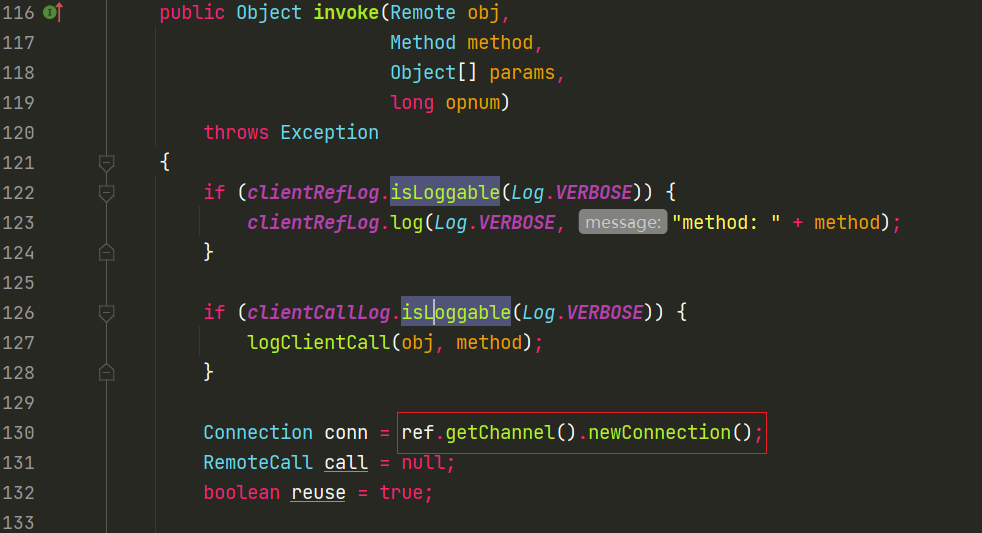 116 public Object invoke(Remote obj,
117 Method method,
118 Object[] params,
119 long opnum)
120 throws Exception
121 {
122 if (clientRefLog.isLoggable(Log.VERBOSE)) {
123 clientRefLog.log(Log.VERBOSE, message: "method: " + method);
124 }
125
126 if (clientCallLog.isLoggable(Log.VERBOSE)) {
127 logClientCall(obj, method);
128 }
129
130 Connection conn = ref.getChannel().newConnection();
131 RemoteCall call = null;
132 boolean reuse = true;
133